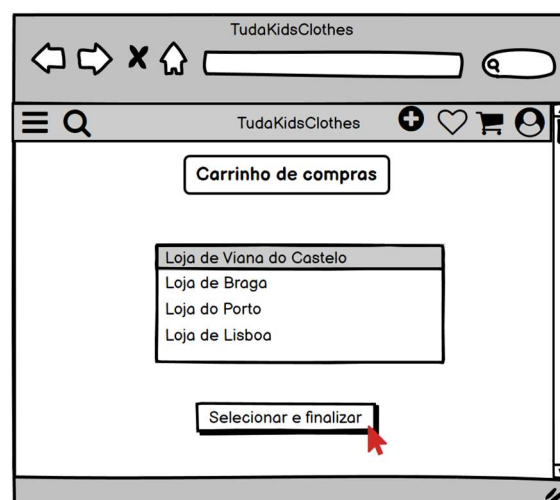 TudaKidsClothes
TudaKidsClothes
Carrinho de compras
Loja de Viana do Castelo
Loja de Braga
Loja do Porto
Loja de Lisboa
Selecionar e finalizar